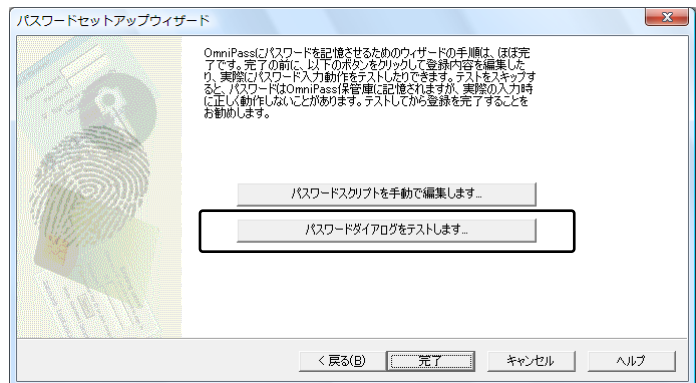 パスワードセットアップウィザード
OmniPassにパスワードを記憶させるためのウィザードの手順は、ほぼ完
了です。完了の前に、以下のボタンをクリックして登録内容を編集した
り、実際にパスワード入力動作をテストしたりできます。テストをスキップす
ると、パスワードはOmniPass保管庫に記憶されますが、実際の入力時
に正しく動作しないことがあります。テストしてから登録を完了することを
お勧めします。
パスワードスクリプトを手動で編集します...
パスワードダイアログをテストします...
< 戻る(B)
完了
キャンセル
ヘルプ